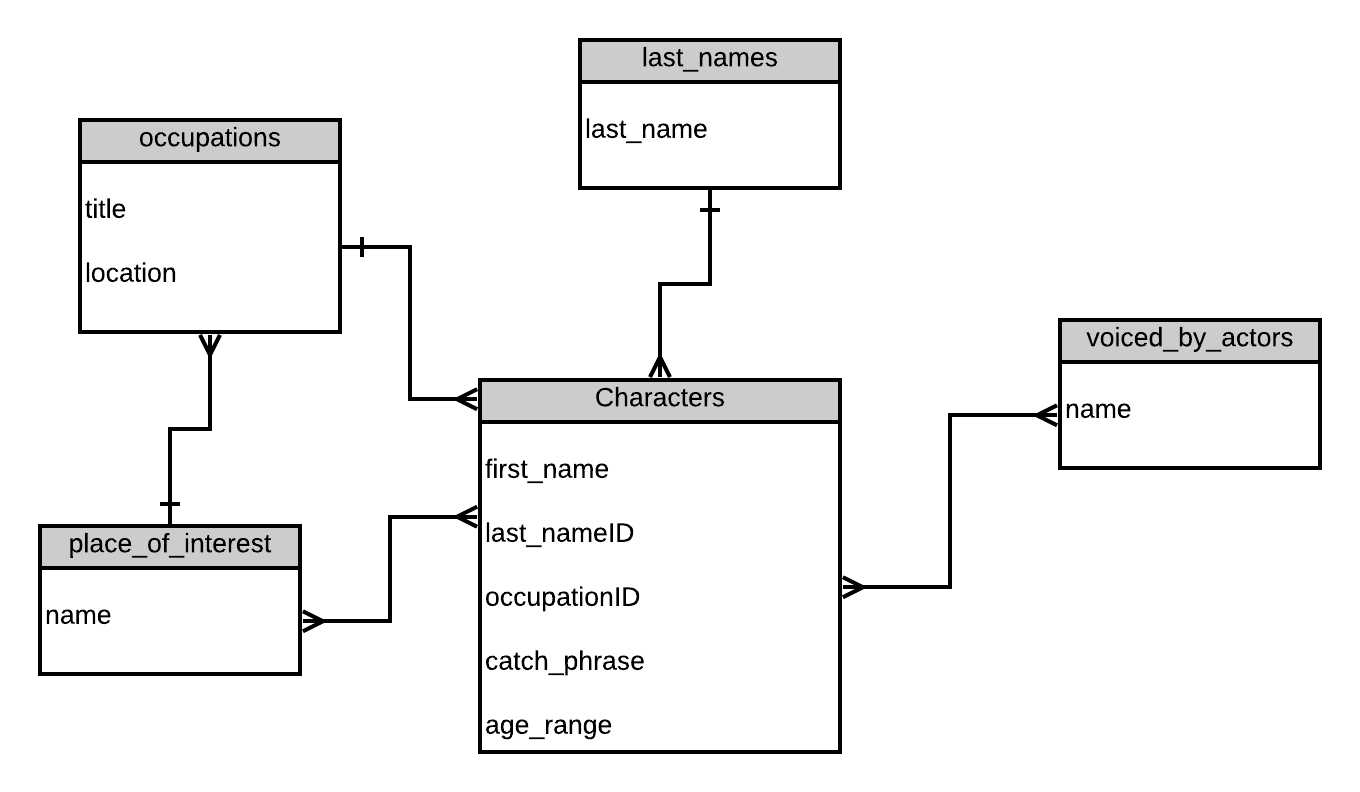 last_names
last_name
occupations
title
location
voiced_by_actors
name
Characters
first_name
last_nameID
occupationID
catch_phrase
age_range
place_of_interest
name